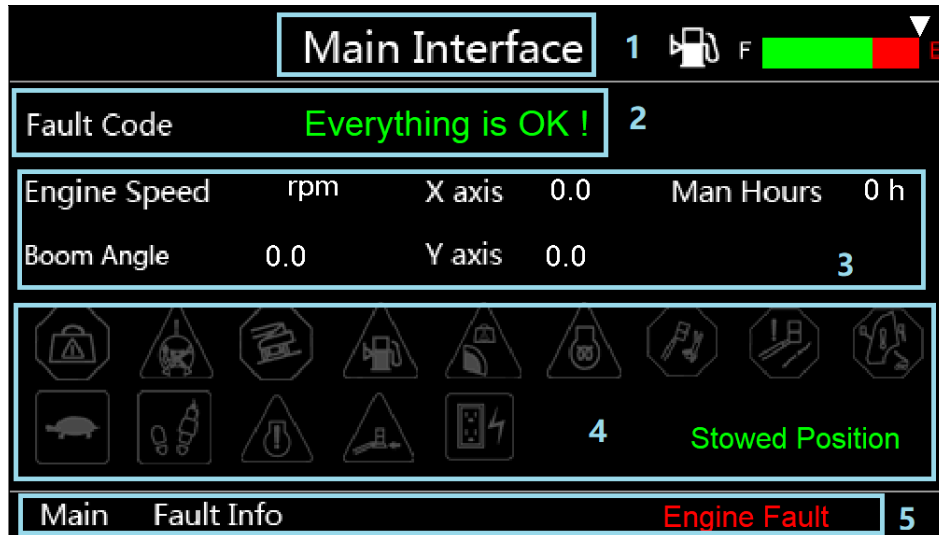 Main Interface 1 F E
Fault Code Everything is OK ! 2
Engine Speed rpm X axis 0.0 Man Hours 0 h
Boom Angle 0.0 Y axis 0.0 3
4 Stowed Position
Main Fault Info Engine Fault 5